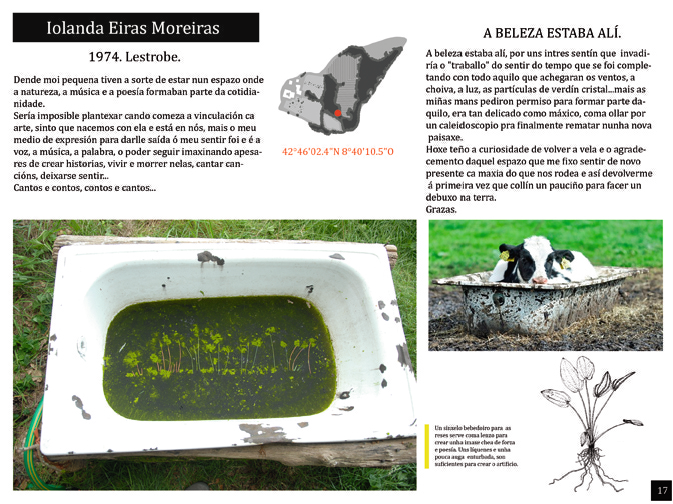 Iolanda Eiras Moreiras
1974. Lestrobe.
Dende moi pequena tiven a sorte de estar nun espazo onde
a natureza, a música e a poesía formaban parte da cotidia-
nidade.
Sería imposible plantexar cando comeza a vinculación ca
arte, sinto que nacemos con ela e está en nós, mais o meu
medio de expresión para darlle saída ó meu sentir foi e é a
voz, a música, a palabra, o poder seguir imaxinando apesa-
res de crear historias, vivir e morrer nelas, cantar can-
cións, deixarse sentir...
Cantos e contos, contos e cantos...
42°46'02.4"N 8°40'10.5"O
A BELEZA ESTABA ALÍ.
A beleza estaba alí, por uns intres sentín que invadi-
ría o "traballo" do sentir do tempo que se foi comple-
tando con todo aquilo que achegaran os ventos, a
choiva, a luz, as partículas de verdín cristal...mais as
miñas mans pediron permiso para formar parte da-
quilo, era tan delicado como máxico, coma ollar por
un caleidoscopio pra finalmente rematar nunha nova
paisaxe.
Hoxe teño a curiosidade de volver a vela e o agrade-
cemento daquel espazo que me fixo sentir de novo
presente ca maxia do que nos rodea e así devolverme
á primeira vez que collín un pauciño para facer un
debuxo na terra.
Grazas.
Un sinxelo bebedeiro para as
reses serve coma lenzo para
crear unha imaxe chea de forza
e poesía. Uns líquenes e unha
pouca auga enturbada, son
suficientes para crear o artificio.
17